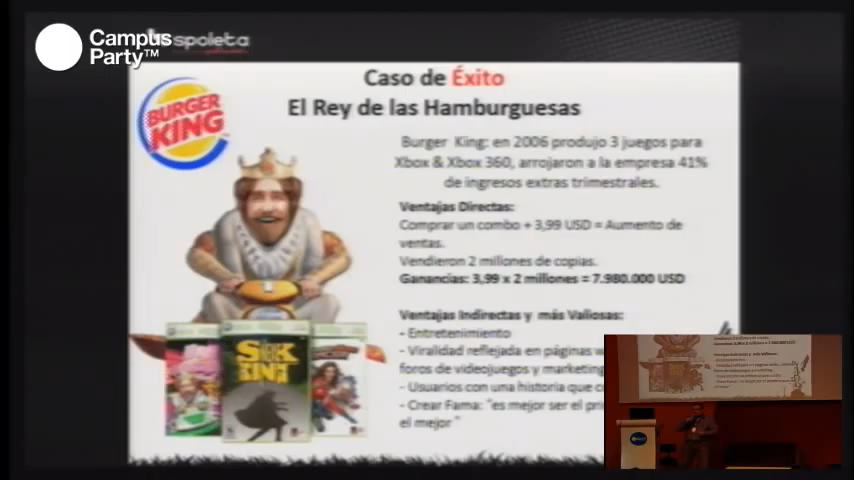 Campus
Party™
espoleta
Caso de Éxito
El Rey de las Hamburguesas
BURGER
KING
Burger King: en 2006 produjo 3 juegos para
Xbox & Xbox 360, arrojaron a la empresa 41%
de ingresos extras trimestrales.
Ventajas Directas:
Comprar un combo + 3,99 USD = Aumento de
ventas.
Vendieron 2 millones de copias.
Ganancias: 3,99 x 2 millones = 7.980.000 USD
Ventajas Indirectas y más Valiosas:
- Entretenimiento
- Viralidad reflejada en páginas
foros de videojuegos y marketing
- Usuarios con una historia que
- Crear Fama: "es mejor ser el
el mejor"
SNEAK
KING